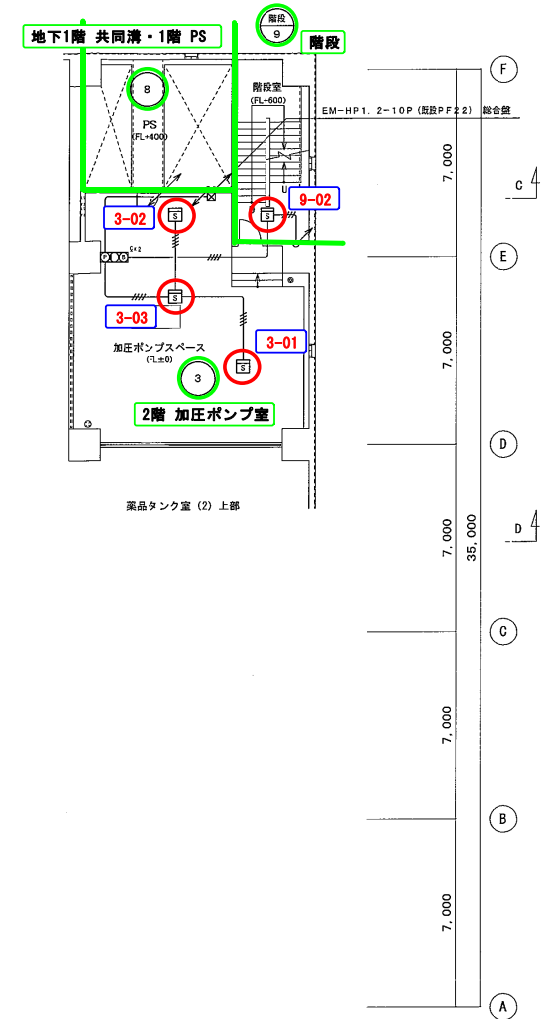 階段
9
地下1階 共同溝・1階 PS
階段
F
8
階段室
(FL-600)
EM-HP1.2-10P(既設PF22) 総合盤
PS
(FL+400)
7,000
C
U
9-02
3-02
S
S
E
P
B
3-03
S
7,000
加圧ポンプスペース
(FL±0)
3-01
S
3
2階 加圧ポンプ室
D
薬品タンク室(2)上部
7,000
35,000
D
C
7,000
B
7,000
A